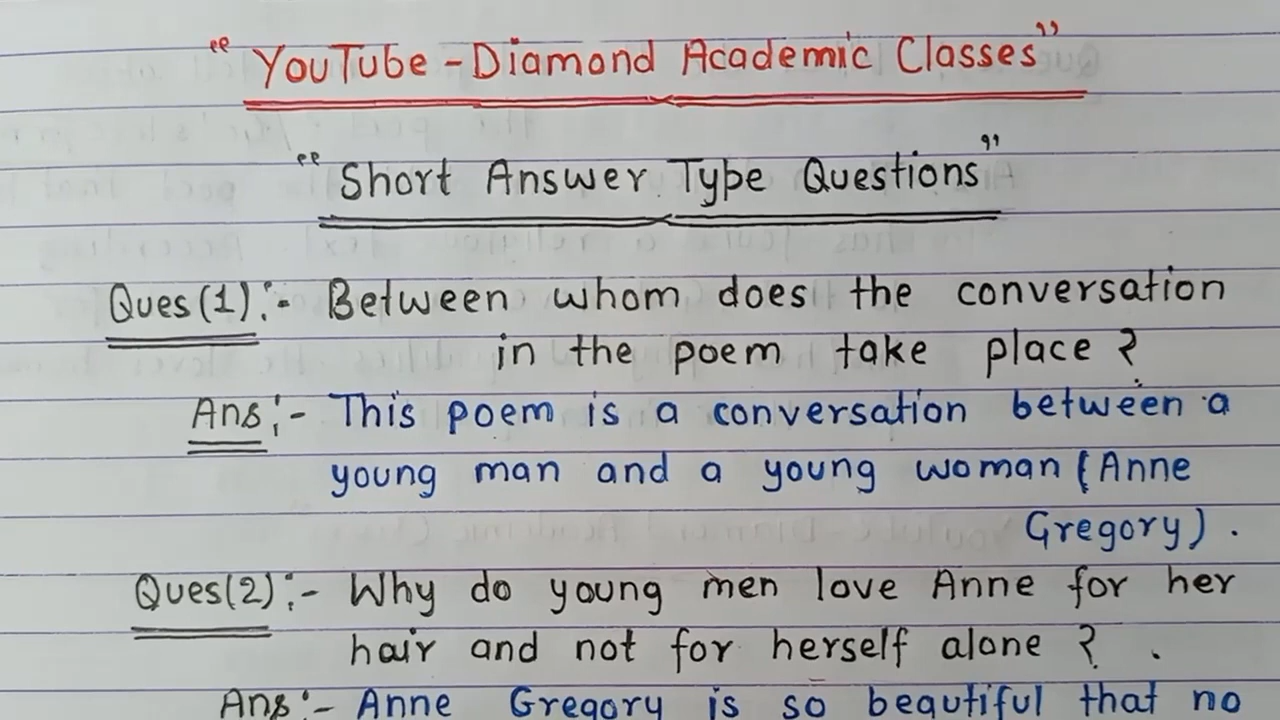 "YouTube - Diamond Academic Classes"
"Short Answer Type Questions"
Ques(1):- Between whom does the conversation
in the poem take place ?
Ans:- This poem is a conversation between a
young man and a young woman (Anne
Gregory).
Ques(2):- Why do young men love Anne for her
hair and not for herself alone ?
Ans:- Anne Gregory is so beautiful that no